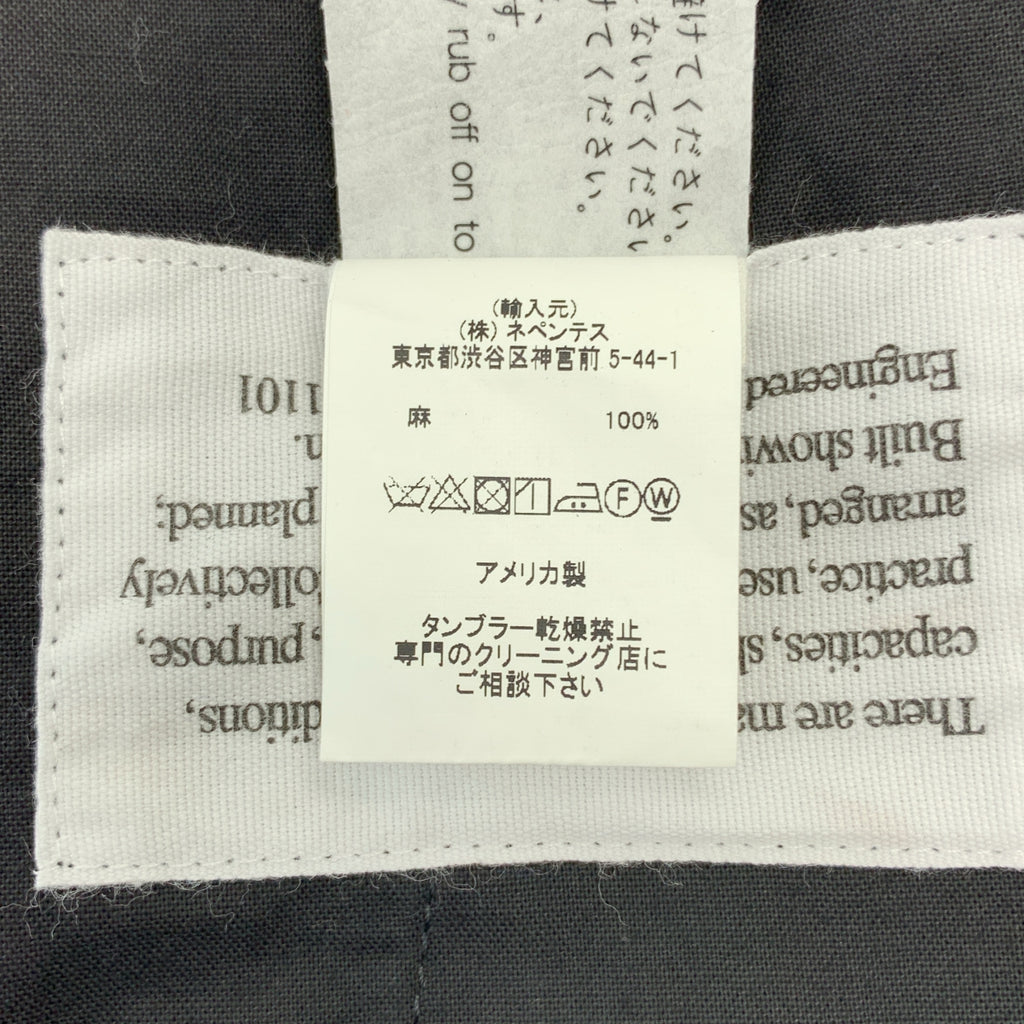 けてください。
ないでください
けてください。
す。
rub off on to
(輸入元)
(株) ネペンテス
東京都渋谷区神宮前 5-44-1
麻 100%
F W
アメリカ製
タンブラー乾燥禁止
専門のクリーニング店に
ご相談下さい
There are ma ditions,
capacities, sk , purpose,
practice, use ollectively
arranged, as planned;
Built showi n.
Engineered 1101